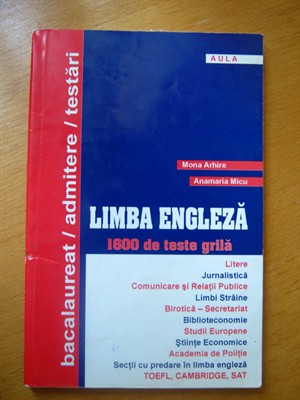 AULA
bacalaureat / admitere / testări
Mona Arhire
Anamaria Micu
LIMBA ENGLEZĂ
1600 de teste grilă
Litere
Jurnalistică
Comunicare și Relații Publice
Limbi Străine
Birotică – Secretariat
Biblioteconomie
Studii Europene
Științe Economice
Academia de Poliție
Secții cu predare în limba engleză
TOEFL, CAMBRIDGE, SAT